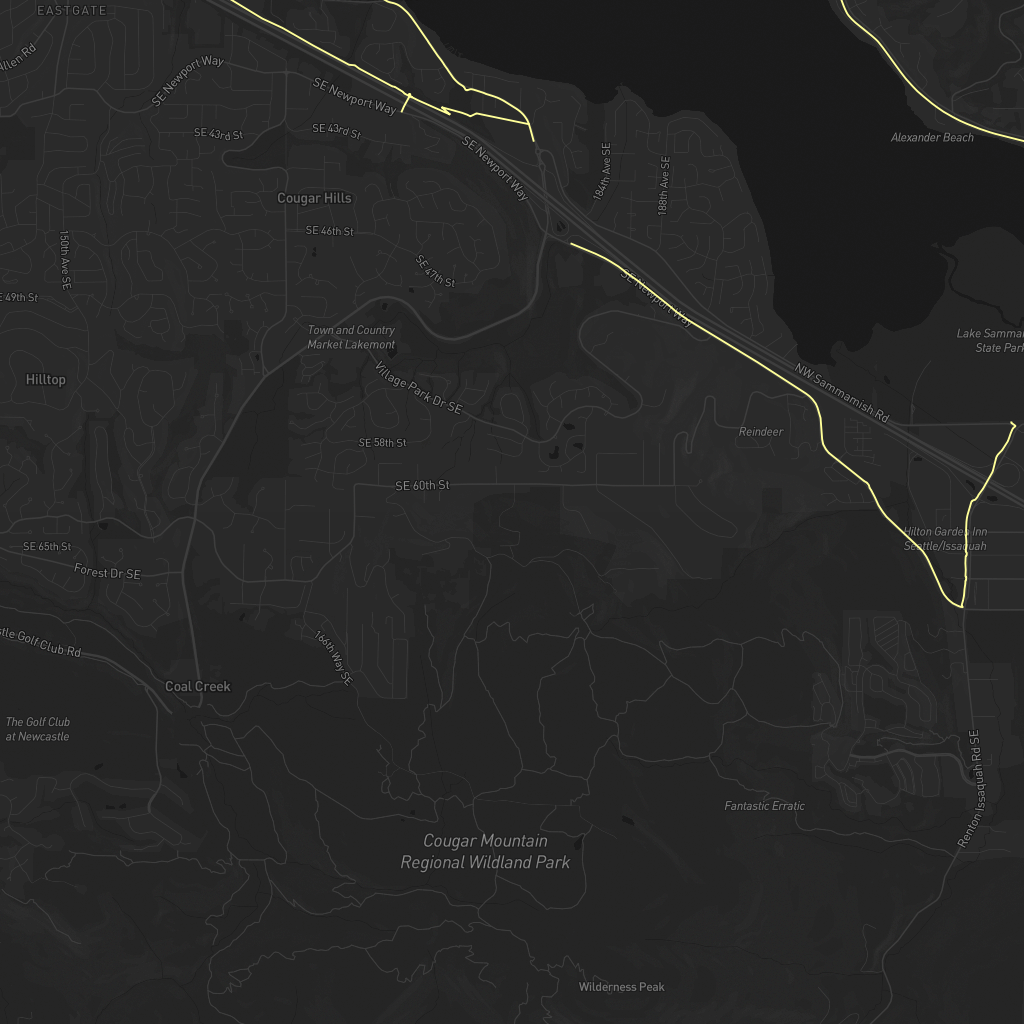 EASTGATE
Allen Rd
SE Newport Way
SE Newport Way
SE 43rd St
SE 43rd St
Alexander Beach
SE Newport Way
184th Ave SE
188th Ave SE
Cougar Hills
SE 46th St
150th Ave SE
SE 47th St
SE Newport Way
E 49th St
Town and Country
Market Lakemont
Lake Sammam
State Park
Hilltop
Village Park Dr SE
NW Sammamish Rd
Reindeer
SE 58th St
SE 60th St
Hilton Garden Inn
Seattle/Issaquah
SE 65th St
Forest Dr SE
stle Golf Club Rd
166th Way SE
Coal Creek
The Golf Club
at Newcastle
Renton Issaquah Rd SE
Fantastic Erratic
Cougar Mountain
Regional Wildland Park
Wilderness Peak